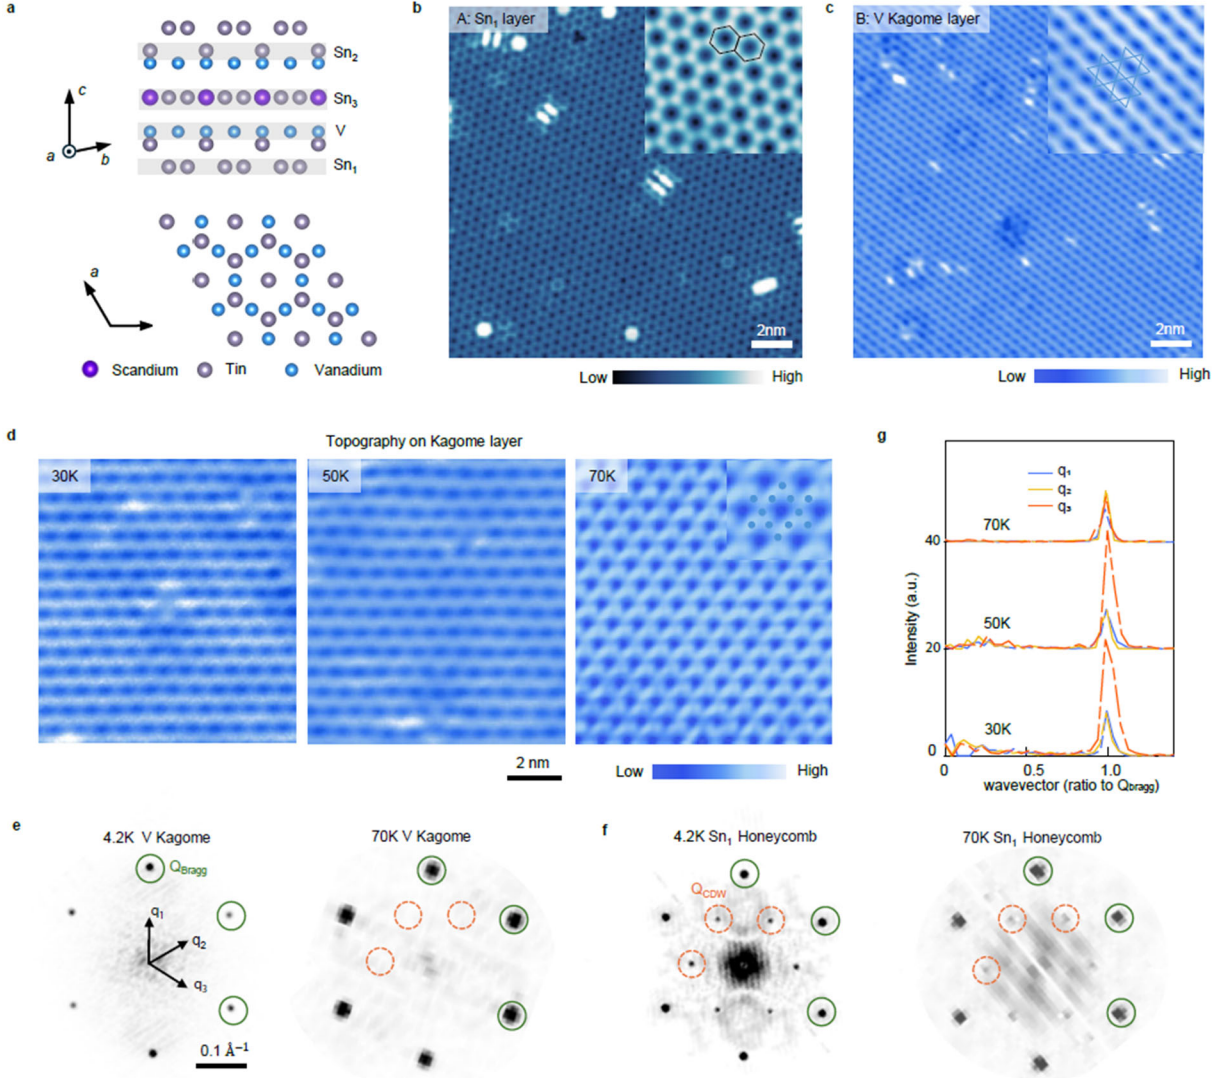 a
Sn2
Sn3
V
Sn1
c
a
b
a
Scandium
Tin
Vanadium
b
A: Sn1 layer
2nm
Low
High
c
B: V Kagome layer
2nm
Low
High
d
Topography on Kagome layer
30K
50K
70K
2 nm
Low
High
g
q1
q2
q3
70K
40
50K
20
30K
0
0
0.5
1.0
Intensity (a.u.)
wavevector (ratio to Qbragg)
e
4.2K V Kagome
QBragg
q1
q2
q3
0.1 Å−1
70K V Kagome
f
4.2K Sn1 Honeycomb
QCDW
70K Sn1 Honeycomb